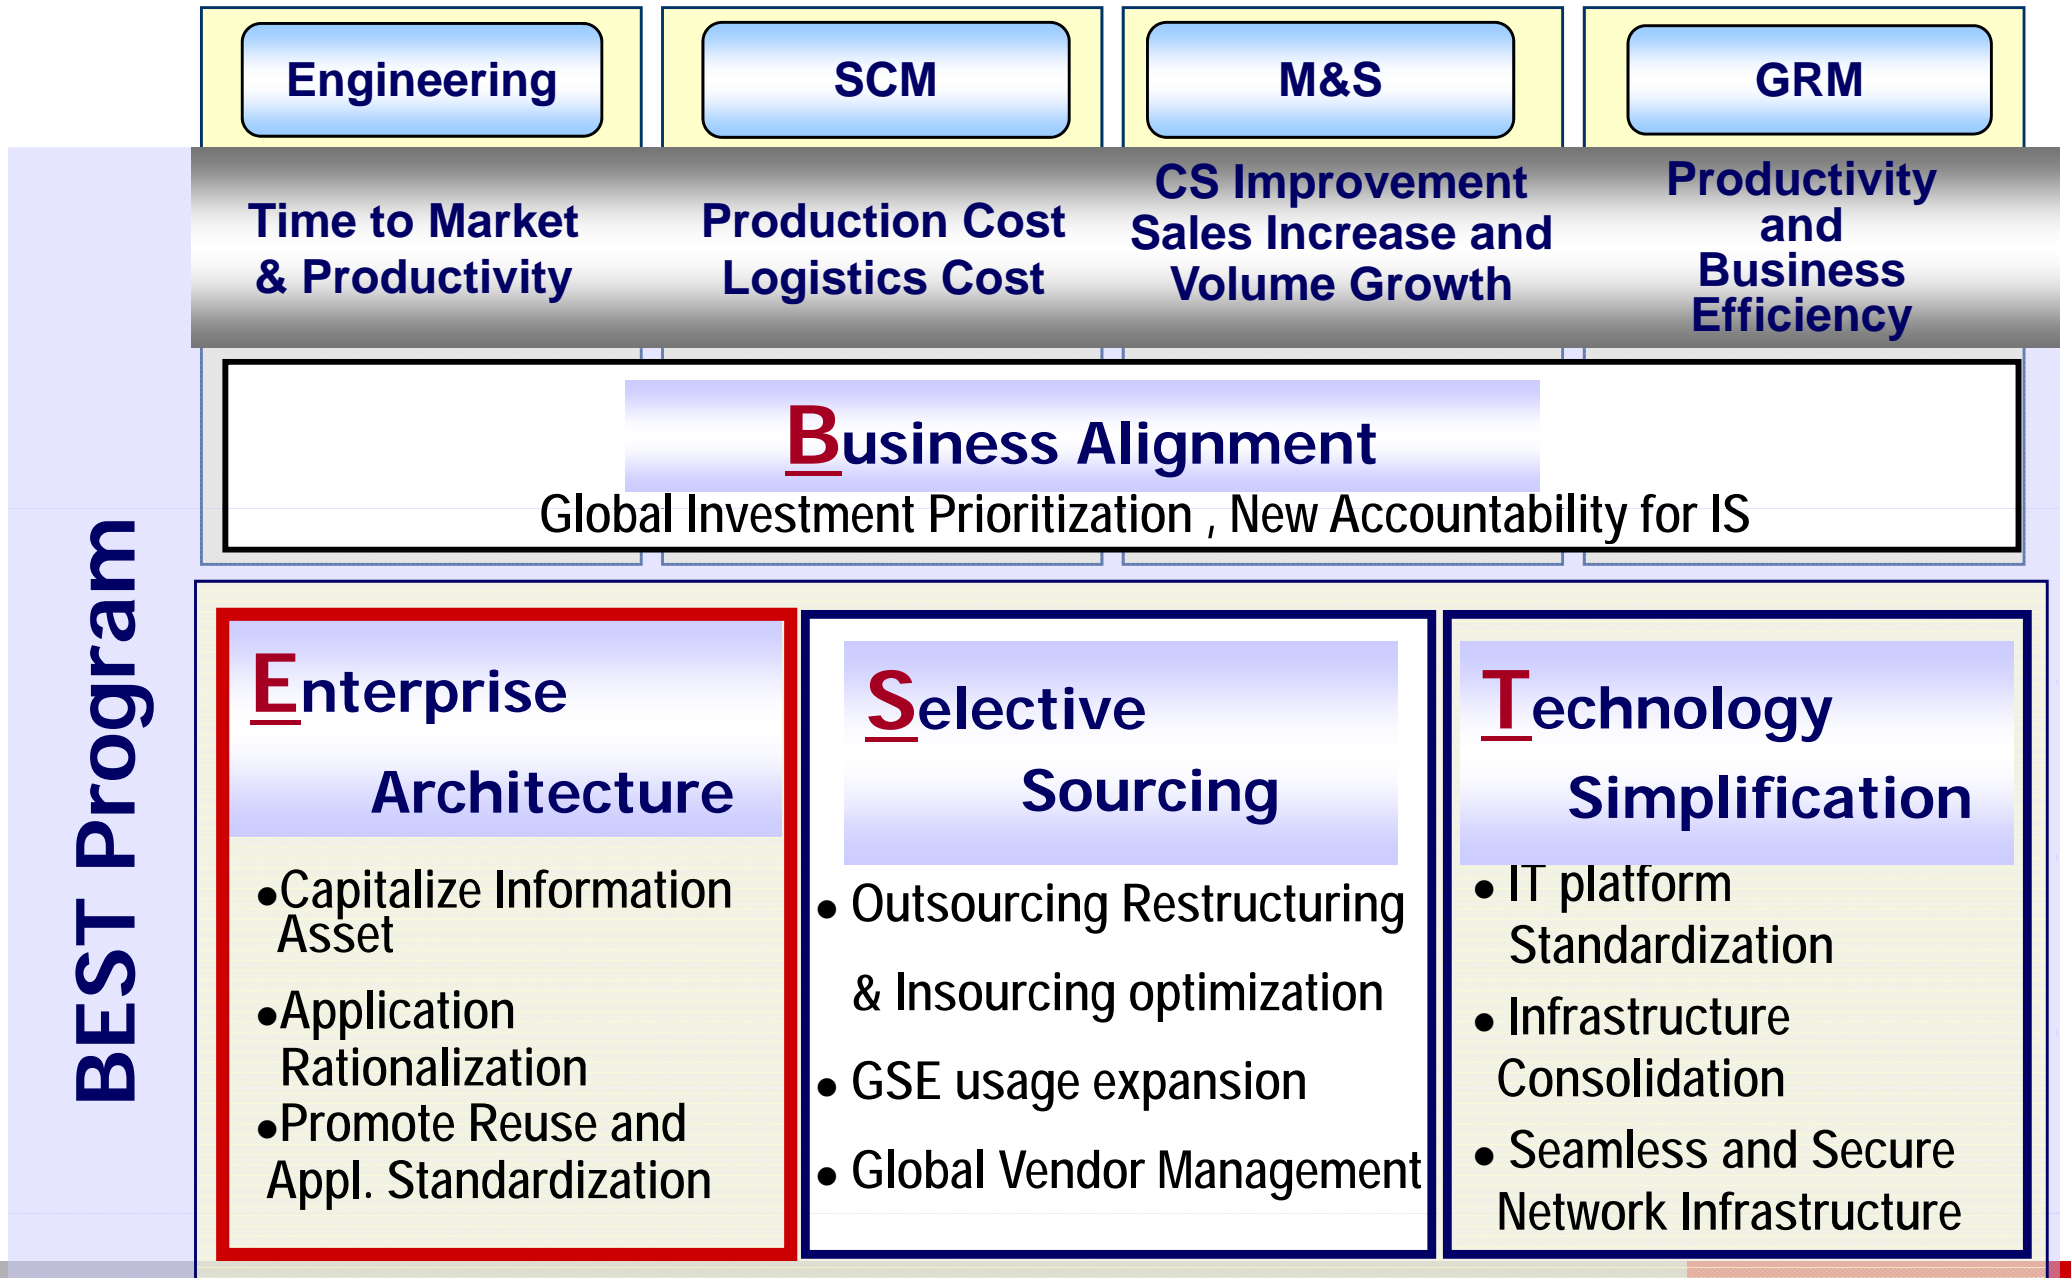 Engineering
SCM
M&S
GRM
Time to Market
& Productivity
Production Cost
Logistics Cost
CS Improvement
Sales Increase and
Volume Growth
Productivity
and
Business
Efficiency
BEST Program
Business Alignment
Global Investment Prioritization , New Accountability for IS
Enterprise
Architecture
●Capitalize Information
Asset
●Application
Rationalization
●Promote Reuse and
Appl. Standardization
Selective
Sourcing
● Outsourcing Restructuring
& Insourcing optimization
● GSE usage expansion
● Global Vendor Management
Technology
Simplification
● IT platform
Standardization
● Infrastructure
Consolidation
● Seamless and Secure
Network Infrastructure